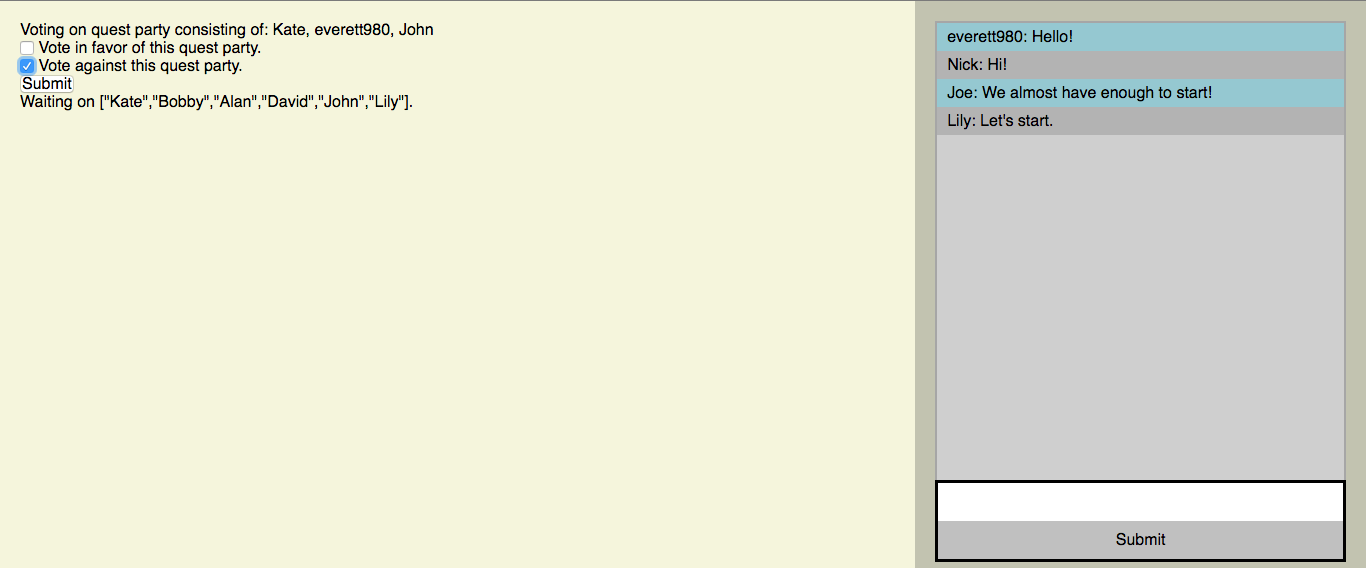 Voting on quest party consisting of: Kate, everett980, John
Vote in favor of this quest party.
Vote against this quest party.
Submit
Waiting on ["Kate","Bobby","Alan","David","John","Lily"].
everett980: Hello!
Nick: Hi!
Joe: We almost have enough to start!
Lily: Let's start.
Submit